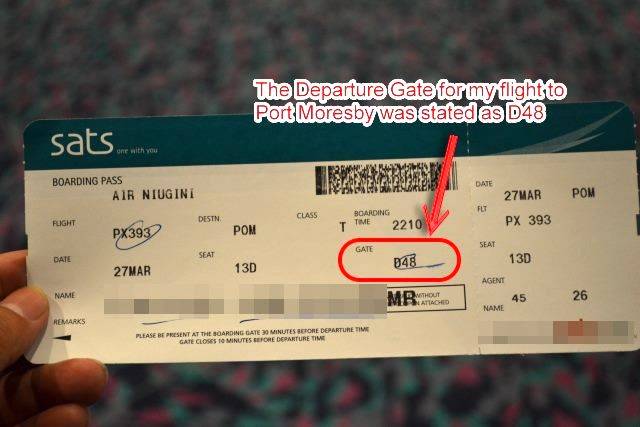 The Departure Gate for my flight to
Port Moresby was stated as D48
sats one with you
BOARDING PASS
AIR NIUGINI
FLIGHT PX393 DESTN. POM CLASS T BOARDING TIME 2210
DATE 27MAR SEAT 13D GATE D48
NAME MR WITHOUT
ATTACHED
REMARKS
PLEASE BE PRESENT AT THE BOARDING GATE 30 MINUTES BEFORE DEPARTURE TIME
GATE CLOSES 10 MINUTES BEFORE DEPARTURE TIME
DATE 27MAR POM
FLT PX 393
SEAT 13D
AGENT
NAME 45 26